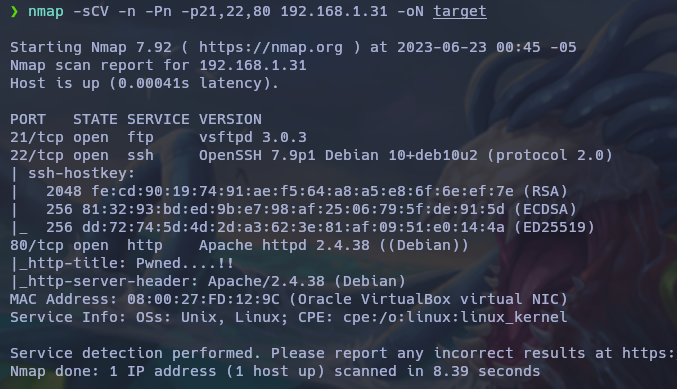 ❯ nmap -sCV -n -Pn -p21,22,80 192.168.1.31 -oN target
Starting Nmap 7.92 ( https://nmap.org ) at 2023-06-23 00:45 -05
Nmap scan report for 192.168.1.31
Host is up (0.00041s latency).
PORT   STATE SERVICE VERSION
21/tcp open  ftp     vsftpd 3.0.3
22/tcp open  ssh     OpenSSH 7.9p1 Debian 10+deb10u2 (protocol 2.0)
| ssh-hostkey:
|   2048 fe:cd:90:19:74:91:ae:f5:64:a8:a5:e8:6f:6e:ef:7e (RSA)
|   256 81:32:93:bd:ed:9b:e7:98:af:25:06:79:5f:de:91:5d (ECDSA)
|_  256 dd:72:74:5d:4d:2d:a3:62:3e:81:af:09:51:e0:14:4a (ED25519)
80/tcp open  http    Apache httpd 2.4.38 ((Debian))
|_http-title: Pwned....!!
|_http-server-header: Apache/2.4.38 (Debian)
MAC Address: 08:00:27:FD:12:9C (Oracle VirtualBox virtual NIC)
Service Info: OSs: Unix, Linux; CPE: cpe:/o:linux:linux_kernel
Service detection performed. Please report any incorrect results at https:
Nmap done: 1 IP address (1 host up) scanned in 8.39 seconds